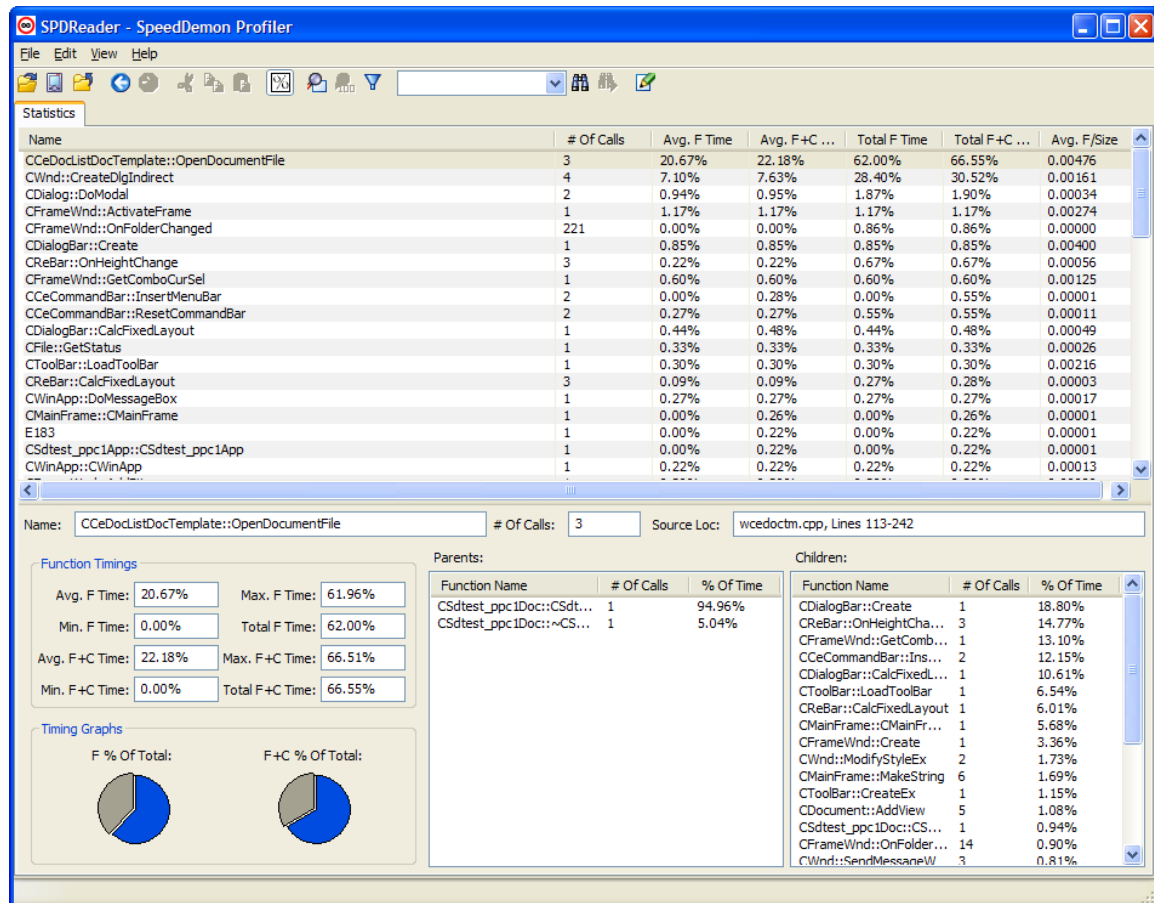 SPDReader - SpeedDemon Profiler
File Edit View Help
Statistics
Name # Of Calls Avg. F Time Avg. F+C ... Total F Time Total F+C ... Avg. F/Size
CCeDocListDocTemplate::OpenDocumentFile 3 20.67% 22.18% 62.00% 66.55% 0.00476
CWnd::CreateDlgIndirect 4 7.10% 7.63% 28.40% 30.52% 0.00161
CDialog::DoModal 2 0.94% 0.95% 1.87% 1.90% 0.00034
CFrameWnd::ActivateFrame 1 1.17% 1.17% 1.17% 1.17% 0.00274
CFrameWnd::OnFolderChanged 221 0.00% 0.00% 0.86% 0.86% 0.00000
CDialogBar::Create 1 0.85% 0.85% 0.85% 0.85% 0.00400
CReBar::OnHeightChange 3 0.22% 0.22% 0.67% 0.67% 0.00056
CFrameWnd::GetComboCurSel 1 0.60% 0.60% 0.60% 0.60% 0.00125
CCeCommandBar::InsertMenuBar 2 0.00% 0.28% 0.00% 0.55% 0.00001
CCeCommandBar::ResetCommandBar 2 0.27% 0.27% 0.55% 0.55% 0.00011
CDialogBar::CalcFixedLayout 1 0.44% 0.48% 0.44% 0.48% 0.00049
CFile::GetStatus 1 0.33% 0.33% 0.33% 0.33% 0.00026
CToolBar::LoadToolBar 1 0.30% 0.30% 0.30% 0.30% 0.00216
CReBar::CalcFixedLayout 3 0.09% 0.09% 0.27% 0.28% 0.00003
CWinApp::DoMessageBox 1 0.27% 0.27% 0.27% 0.27% 0.00017
CMainFrame::CMainFrame 1 0.00% 0.26% 0.00% 0.26% 0.00001
E183 1 0.00% 0.22% 0.00% 0.22% 0.00001
CSdtest_ppc1App::CSdtest_ppc1App 1 0.00% 0.22% 0.00% 0.22% 0.00001
CWinApp::CWinApp 1 0.22% 0.22% 0.22% 0.22% 0.00013
Name: CCeDocListDocTemplate::OpenDocumentFile # Of Calls: 3 Source Loc: wcedoctm.cpp, Lines 113-242
Function Timings
Avg. F Time: 20.67% Max. F Time: 61.96%
Min. F Time: 0.00% Total F Time: 62.00%
Avg. F+C Time: 22.18% Max. F+C Time: 66.51%
Min. F+C Time: 0.00% Total F+C Time: 66.55%
Timing Graphs
F % Of Total: F+C % Of Total:
Parents:
Function Name # Of Calls % Of Time
CSdtest_ppc1Doc::CSdt... 1 94.96%
CSdtest_ppc1Doc::~CS... 1 5.04%
Children:
Function Name # Of Calls % Of Time
CDialogBar::Create 1 18.80%
CReBar::OnHeightCha... 3 14.77%
CFrameWnd::GetComb... 1 13.10%
CCeCommandBar::Ins... 2 12.15%
CDialogBar::CalcFixedL... 1 10.61%
CToolBar::LoadToolBar 1 6.54%
CReBar::CalcFixedLayout 1 6.01%
CMainFrame::CMainFr... 1 5.68%
CFrameWnd::Create 1 3.36%
CWnd::ModifyStyleEx 2 1.73%
CMainFrame::MakeString 6 1.69%
CToolBar::CreateEx 1 1.15%
CDocument::AddView 5 1.08%
CSdtest_ppc1Doc::CS... 1 0.94%
CFrameWnd::OnFolder... 14 0.90%
CWnd::SendMessageW 3 0.81%